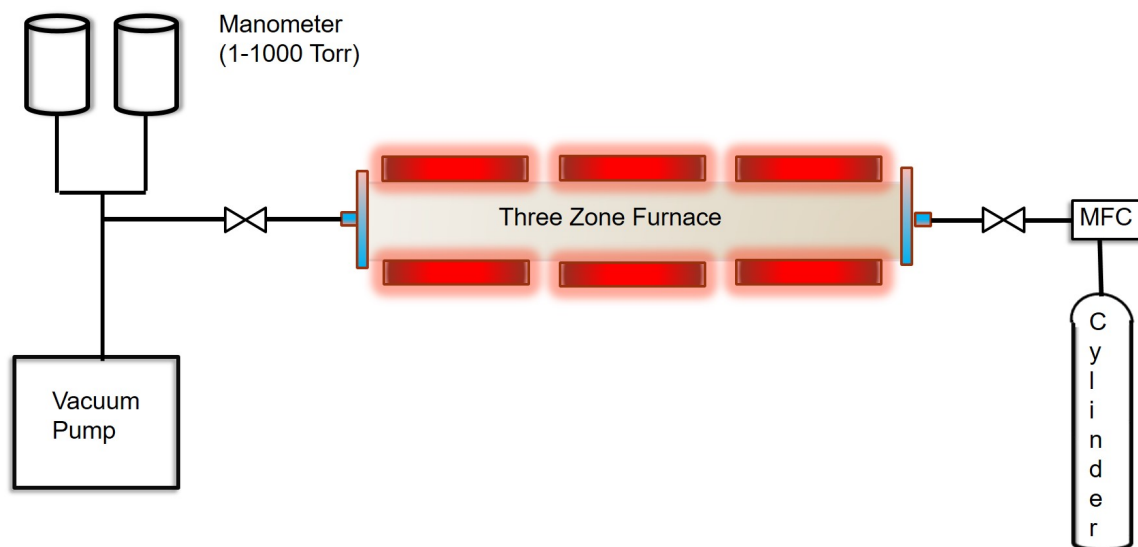 Manometer
(1-1000 Torr)
Three Zone Furnace
MFC
Vacuum
Pump
C
y
l
i
n
d
e
r